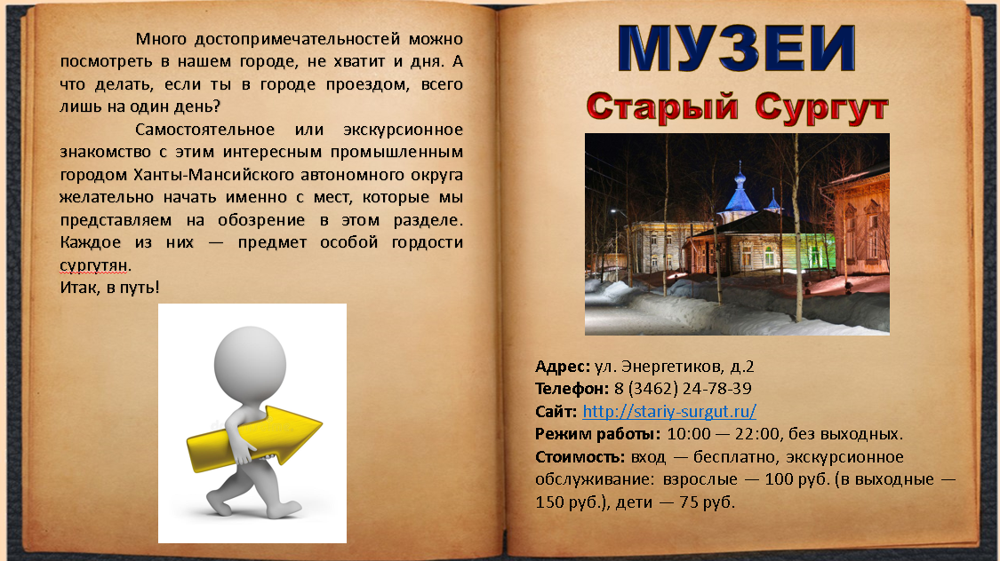 Много достопримечательностей можно
посмотреть в нашем городе, не хватит и дня. А
что делать, если ты в городе проездом, всего
лишь на один день?
Самостоятельное или экскурсионное
знакомство с этим интересным промышленным
городом Ханты-Мансийского автономного округа
желательно начать именно с мест, которые мы
представляем на обозрение в этом разделе.
Каждое из них — предмет особой гордости
сургутян.
Итак, в путь!
МУЗЕИ
Старый Сургут
Адрес: ул. Энергетиков, д.2
Телефон: 8 (3462) 24-78-39
Сайт: http://stariy-surgut.ru/
Режим работы: 10:00 — 22:00, без выходных.
Стоимость: вход — бесплатно, экскурсионное
обслуживание: взрослые — 100 руб. (в выходные —
150 руб.), дети — 75 руб.